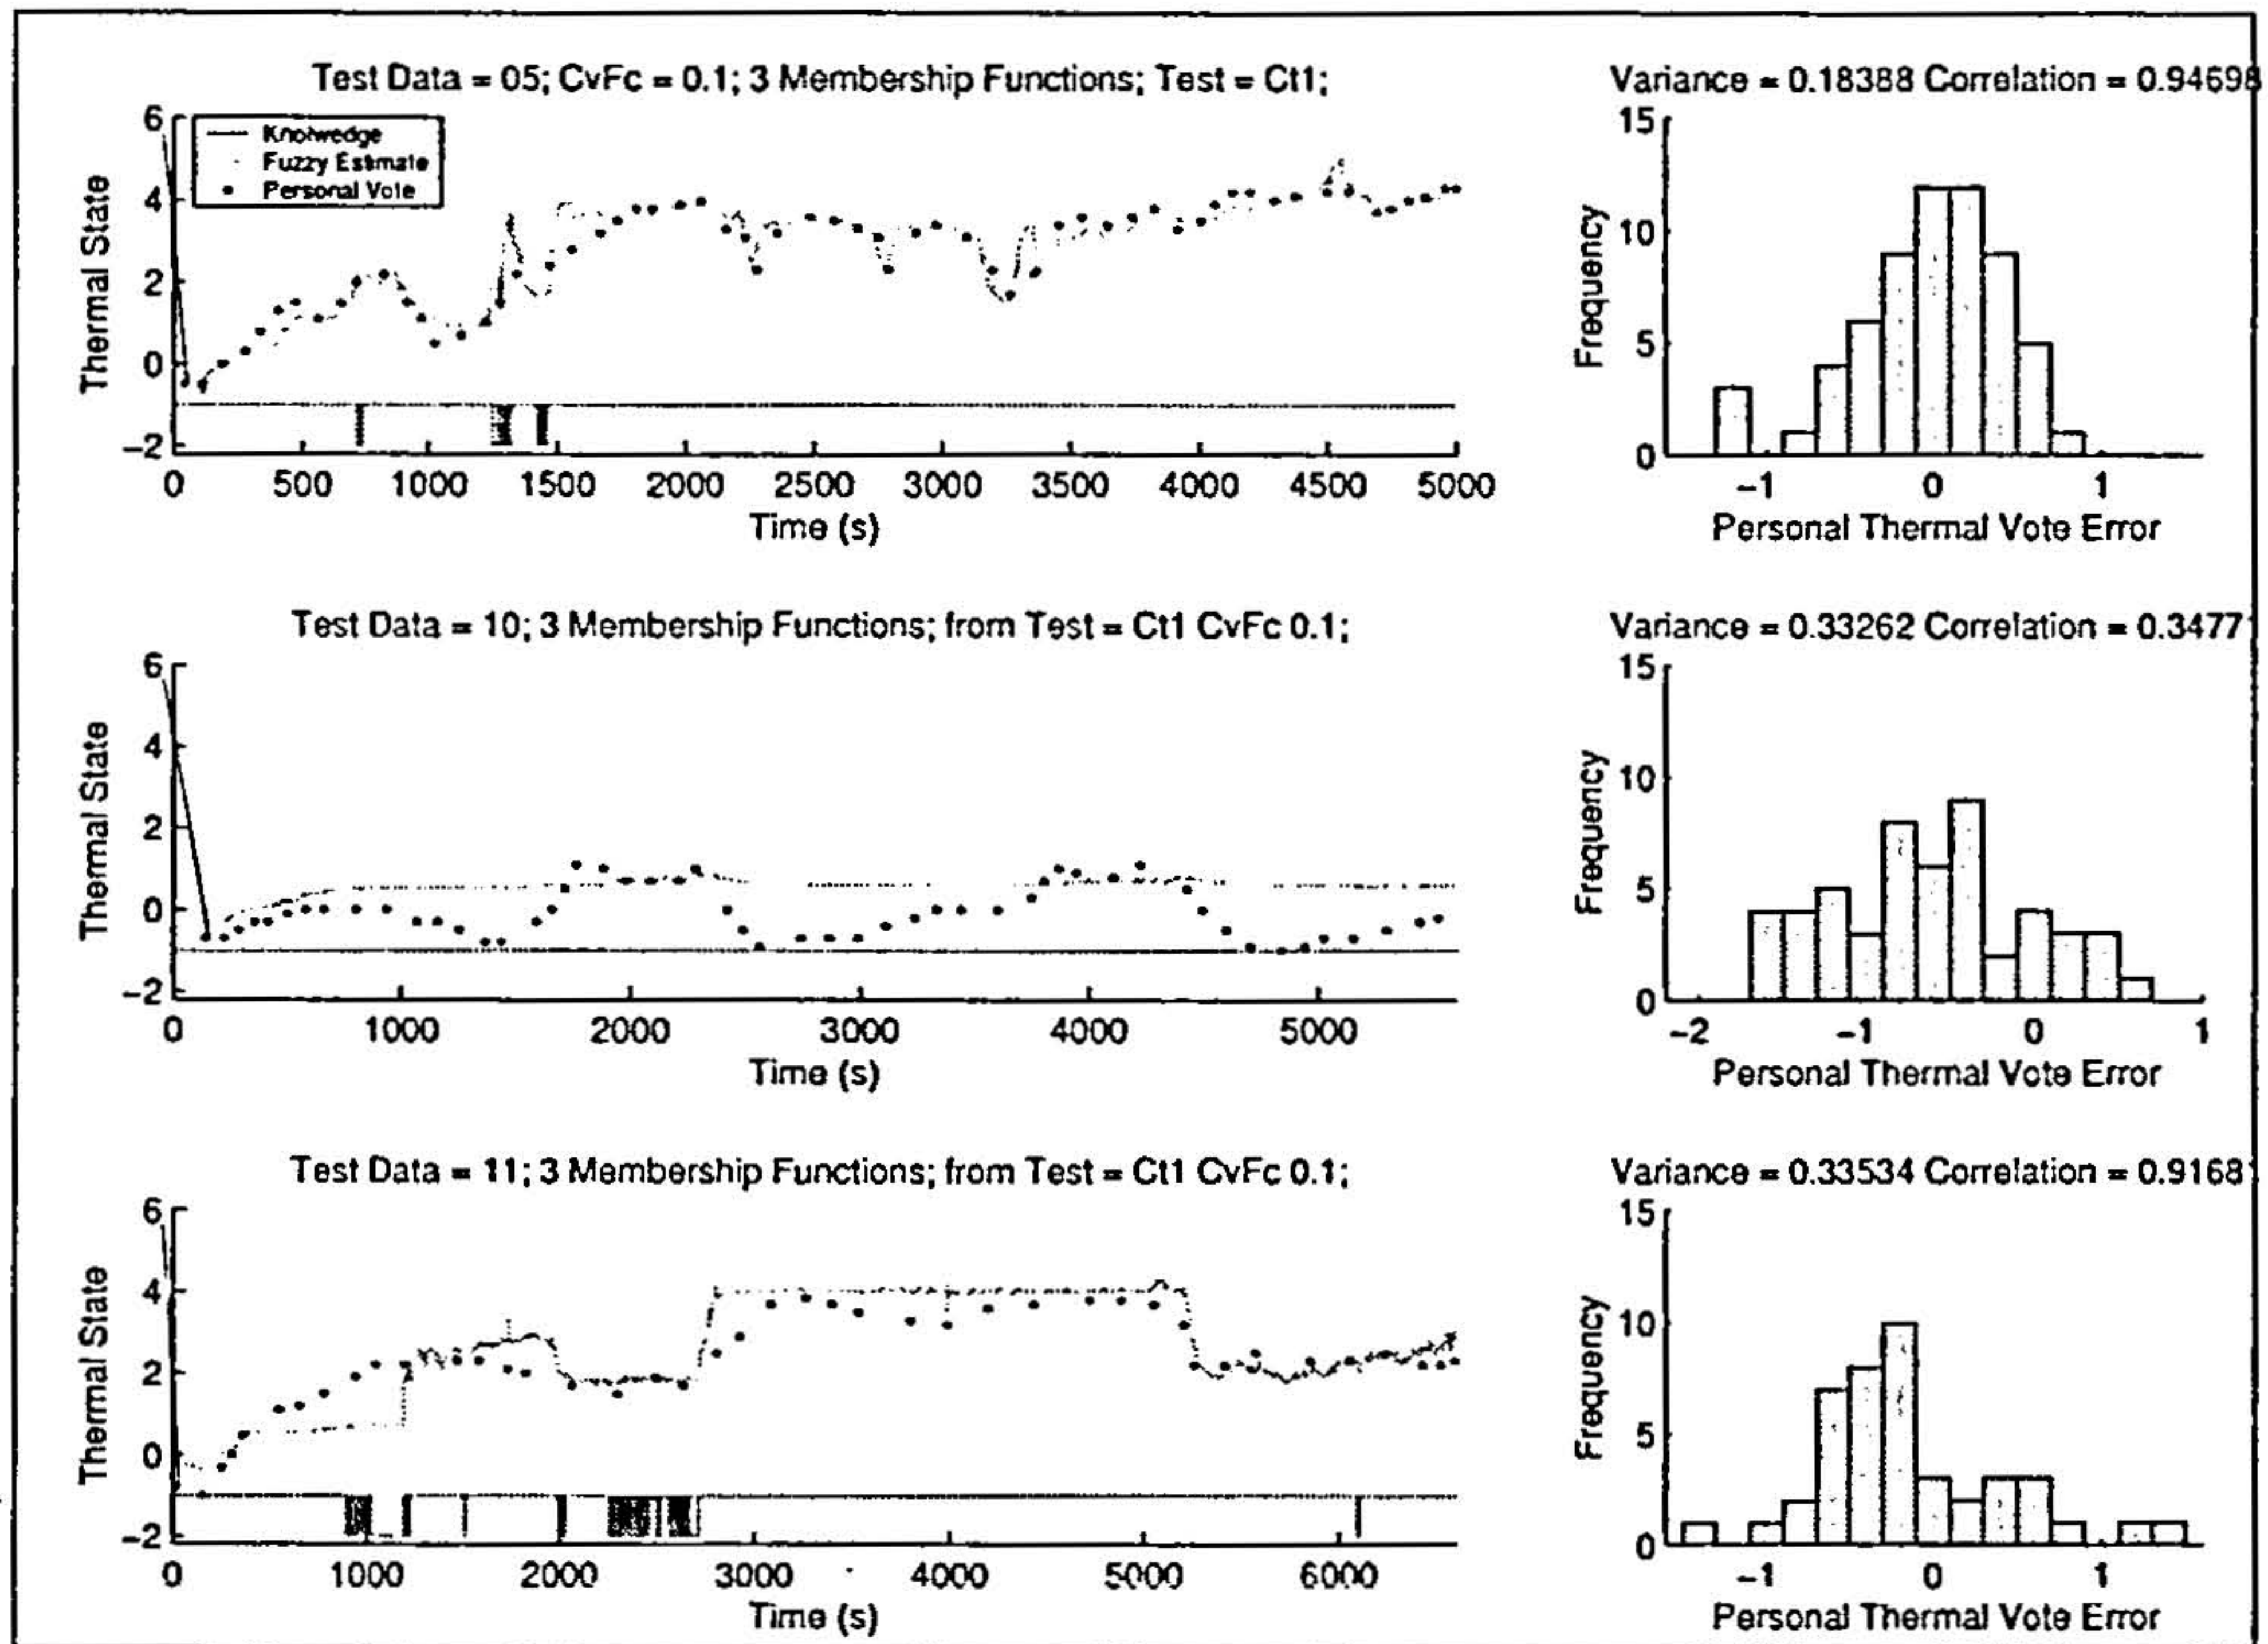 Test Data = 05; CvFc = 0.1; 3 Membership Functions; Test = Ct1;
Variance = 0.18388 Correlation = 0.94698
Knolwedge
Fuzzy Estimate
Personal Vote
Thermal State
6
4
2
0
−2
0 500 1000 1500 2000 2500 3000 3500 4000 4500 5000
Time (s)
Frequency
15
10
5
0
−1 0 1
Personal Thermal Vote Error
Test Data = 10; 3 Membership Functions; from Test = Ct1 CvFc 0.1;
Variance = 0.33262 Correlation = 0.3477
Thermal State
6
4
2
0
−2
0 1000 2000 3000 4000 5000
Time (s)
Frequency
15
10
5
0
−2 −1 0 1
Personal Thermal Vote Error
Test Data = 11; 3 Membership Functions; from Test = Ct1 CvFc 0.1;
Variance = 0.33534 Correlation = 0.9168
Thermal State
6
4
2
0
−2
0 1000 2000 3000 4000 5000 6000
Time (s)
Frequency
15
10
5
0
−1 0 1
Personal Thermal Vote Error